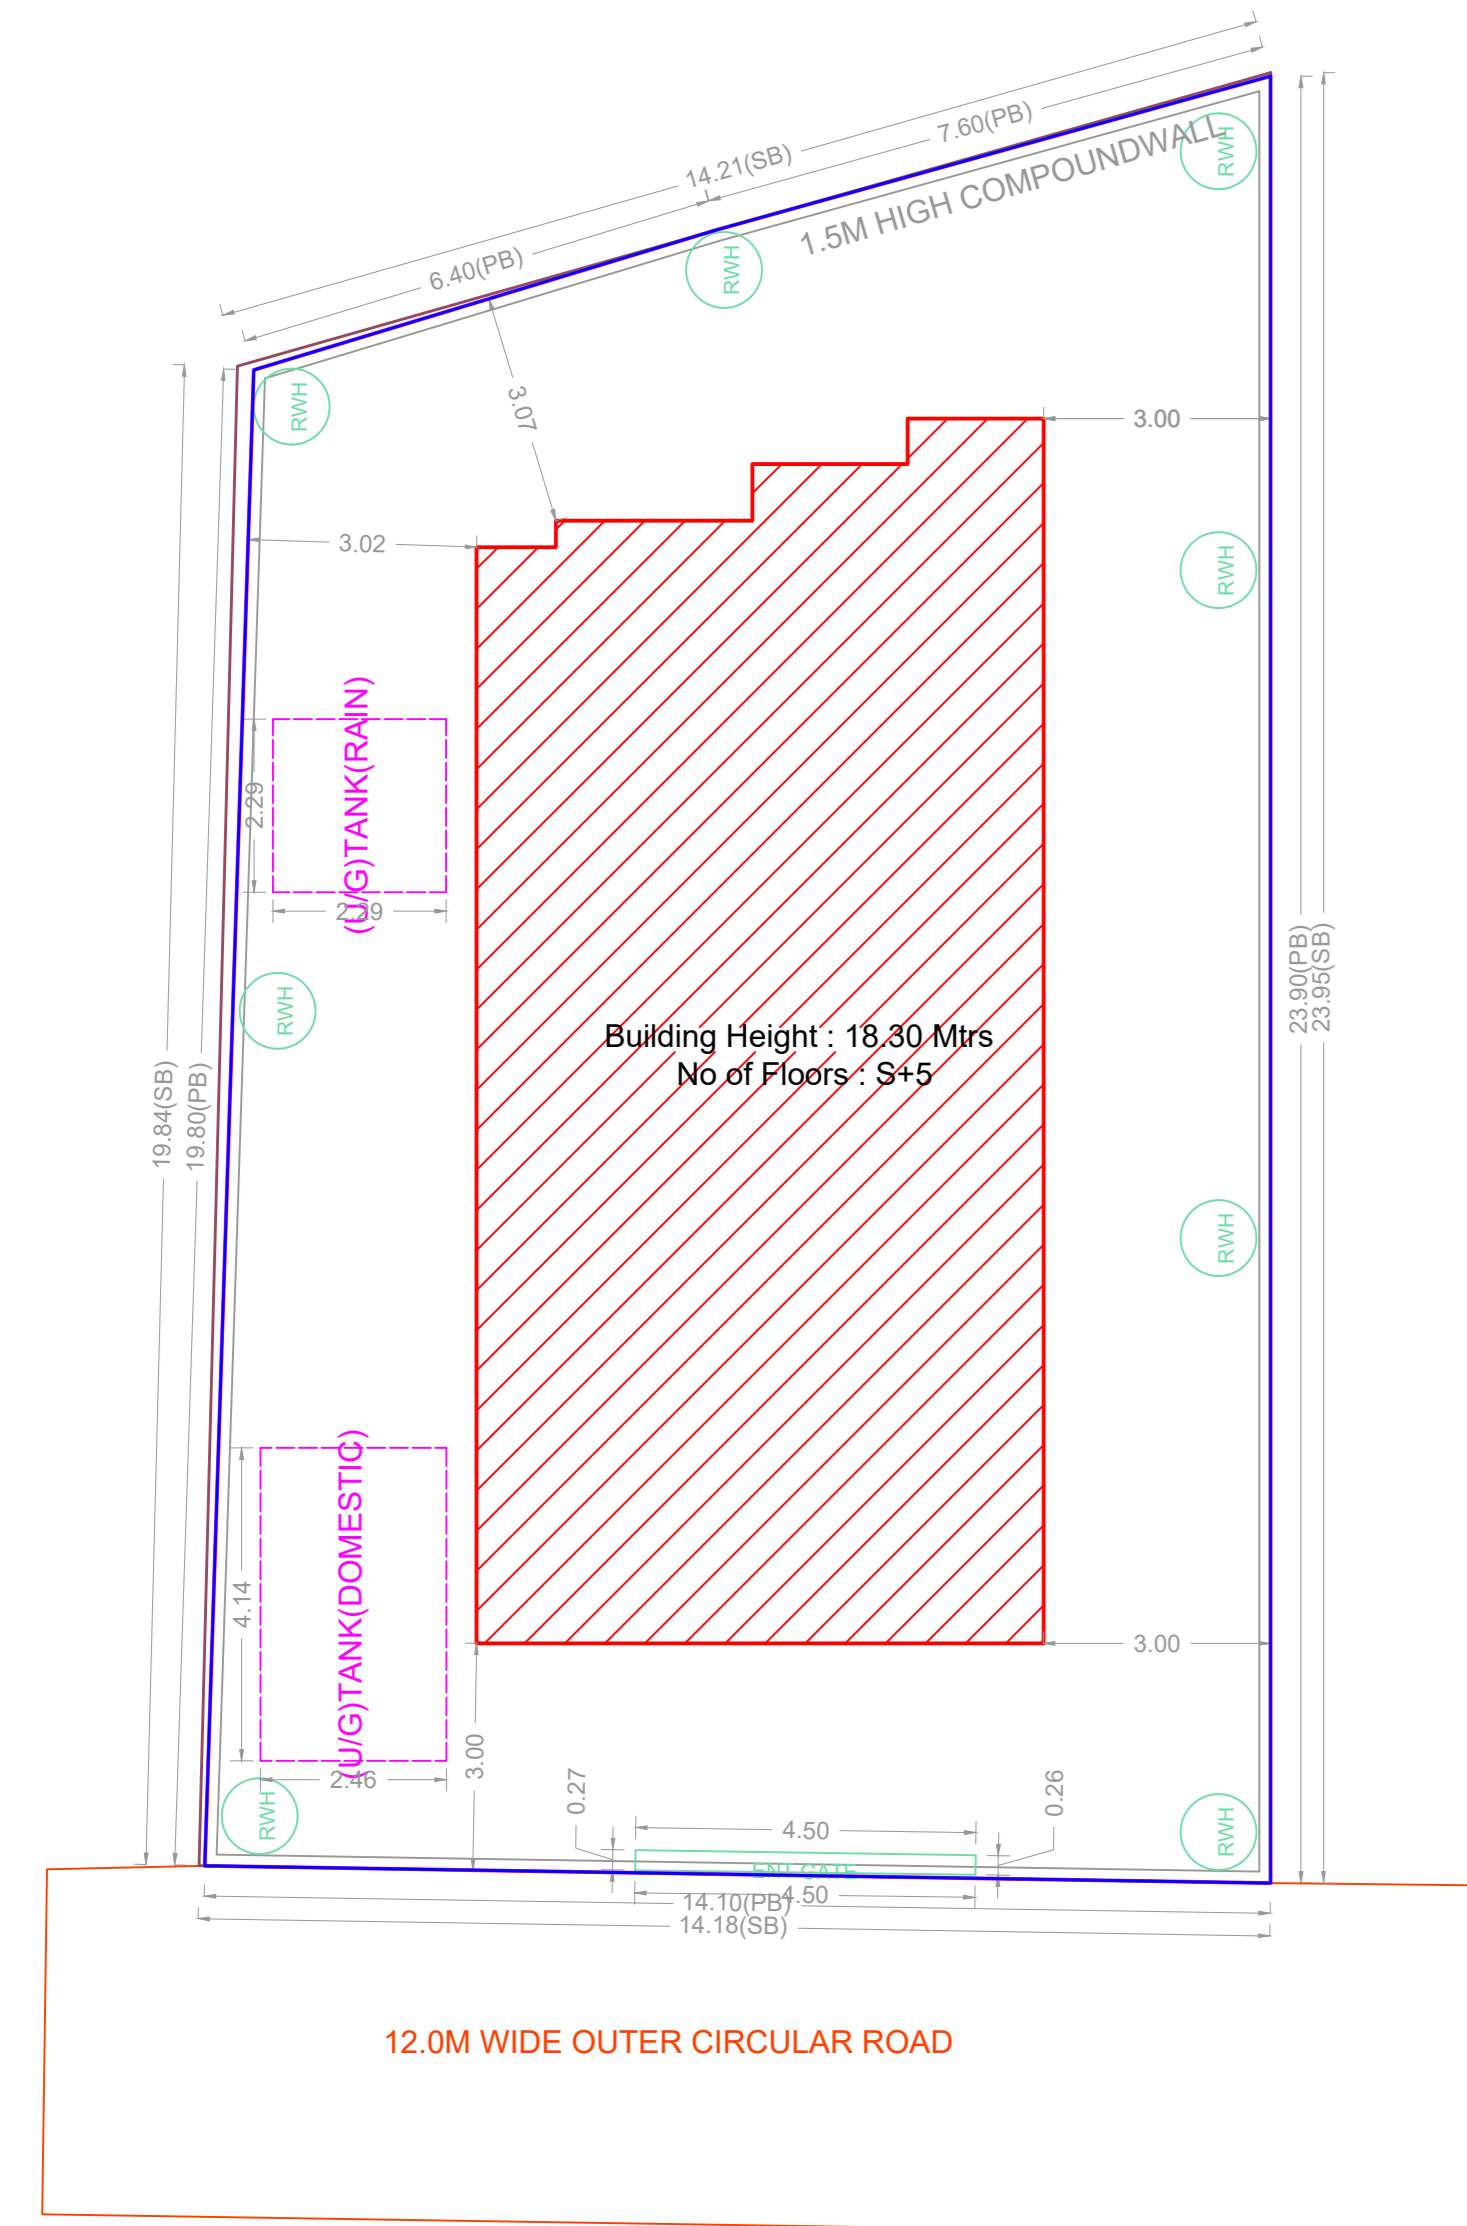 14.21(SB)
7.60(PB)
6.40(PB)
1.5M HIGH COMPOUNDWALL
RWH
RWH
RWH
3.07
3.00
3.02
RWH
(U/G)TANK(RAIN)
2.29
2.29
RWH
23.90(PB)
23.95(SB)
Building Height : 18.30 Mtrs
No of Floors : S+5
19.84(SB)
19.80(PB)
RWH
(U/G)TANK(DOMESTIC)
4.14
2.46
3.00
3.00
RWH
RWH
0.27
0.26
4.50
ENT GATE
4.50
14.10(PB)
14.18(SB)
12.0M WIDE OUTER CIRCULAR ROAD